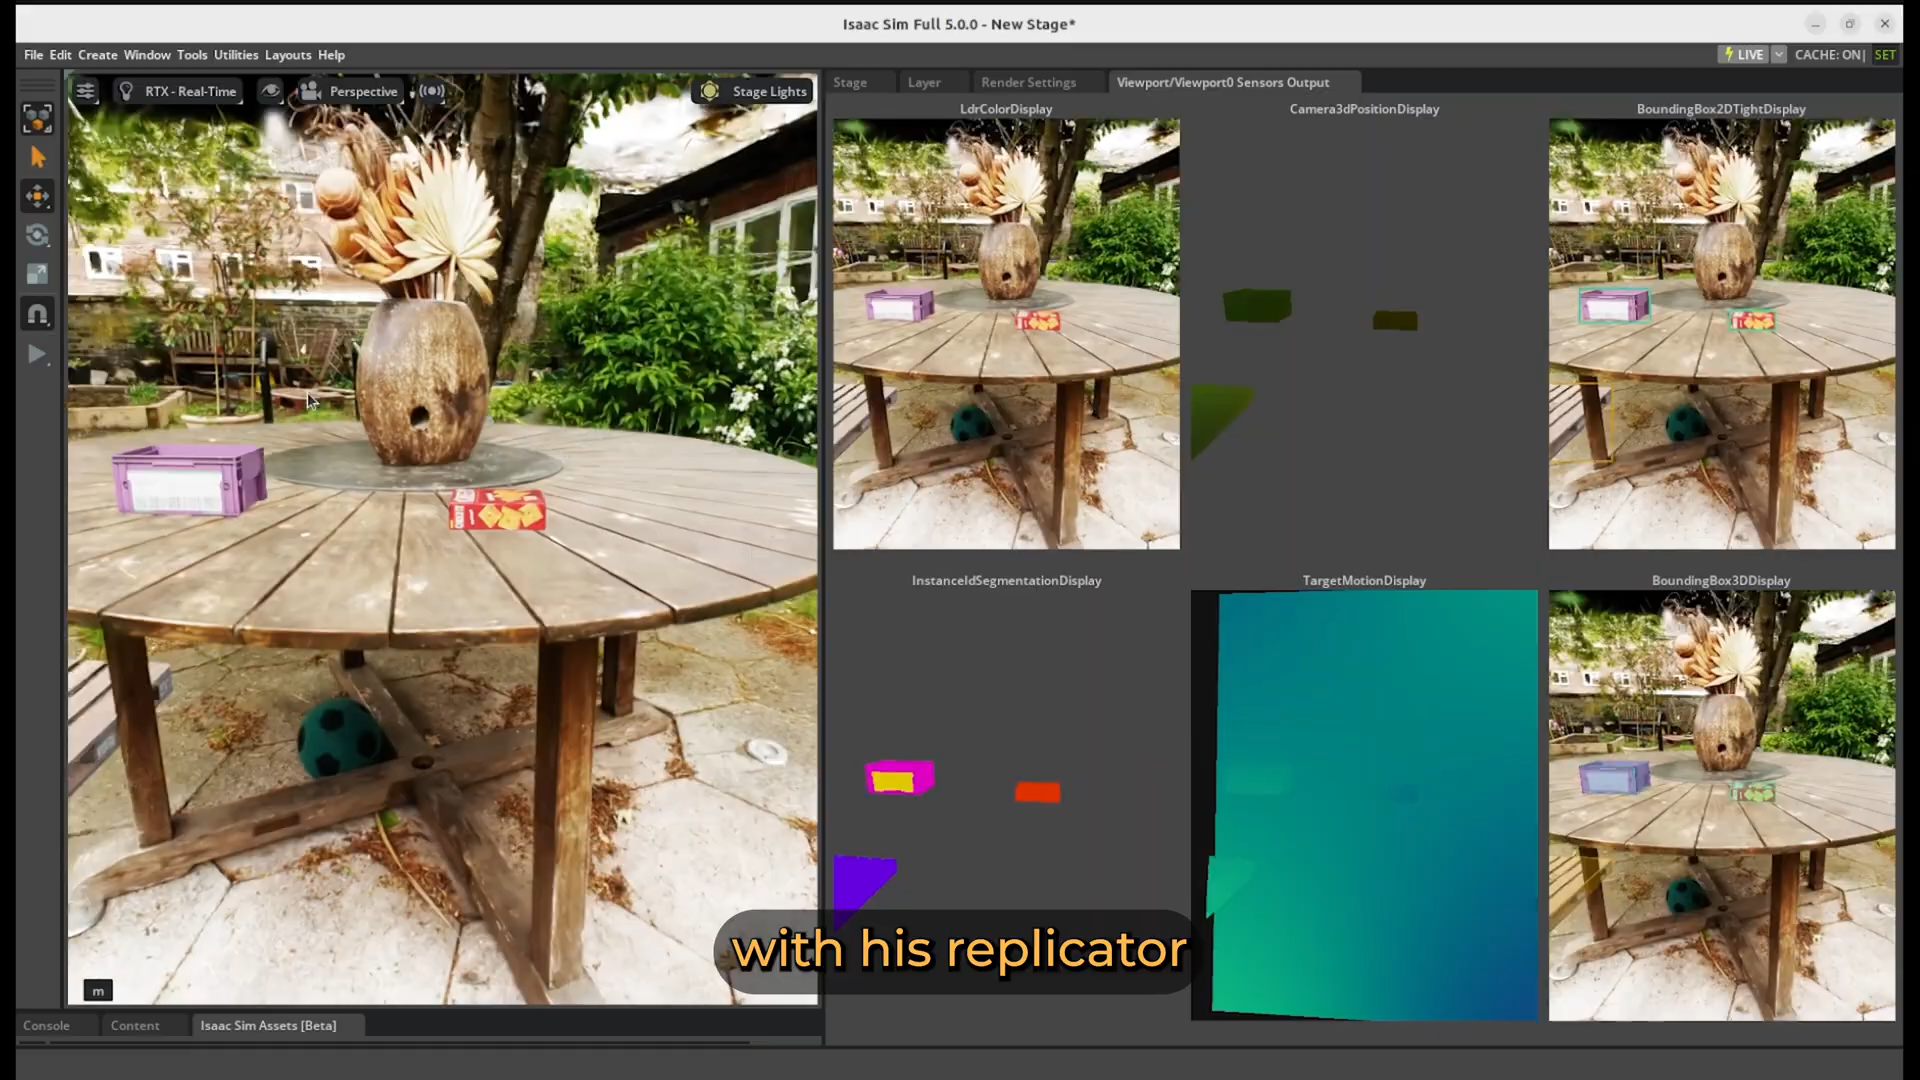 Isaac Sim Full 5.0.0 - New Stage*
File Edit Create Window Tools Utilities Layouts Help
LIVE
CACHE: ON
SET
RTX - Real-Time
Perspective
Stage Lights
Stage
Layer
Render Settings
Viewport/Viewport0 Sensors Output
LdrColorDisplay
Camera3dPositionDisplay
BoundingBox2DTightDisplay
InstanceIdSegmentationDisplay
TargetMotionDisplay
BoundingBox3DDisplay
with his replicator
m
Console
Content
Isaac Sim Assets [Beta]